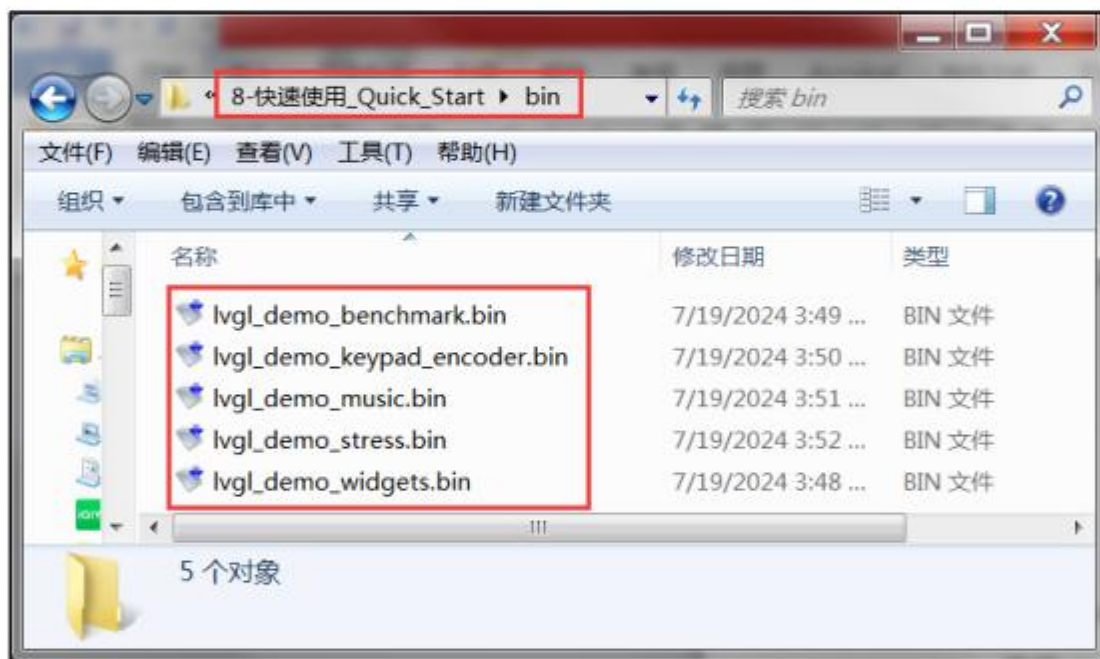 8-快速使用_Quick_Start ▸ bin 搜索 bin
文件(F) 编辑(E) 查看(V) 工具(T) 帮助(H)
组织 包含到库中 共享 新建文件夹
名称 修改日期 类型
lvgl_demo_benchmark.bin 7/19/2024 3:49 ... BIN 文件
lvgl_demo_keypad_encoder.bin 7/19/2024 3:50 ... BIN 文件
lvgl_demo_music.bin 7/19/2024 3:51 ... BIN 文件
lvgl_demo_stress.bin 7/19/2024 3:52 ... BIN 文件
lvgl_demo_widgets.bin 7/19/2024 3:48 ... BIN 文件
5 个对象